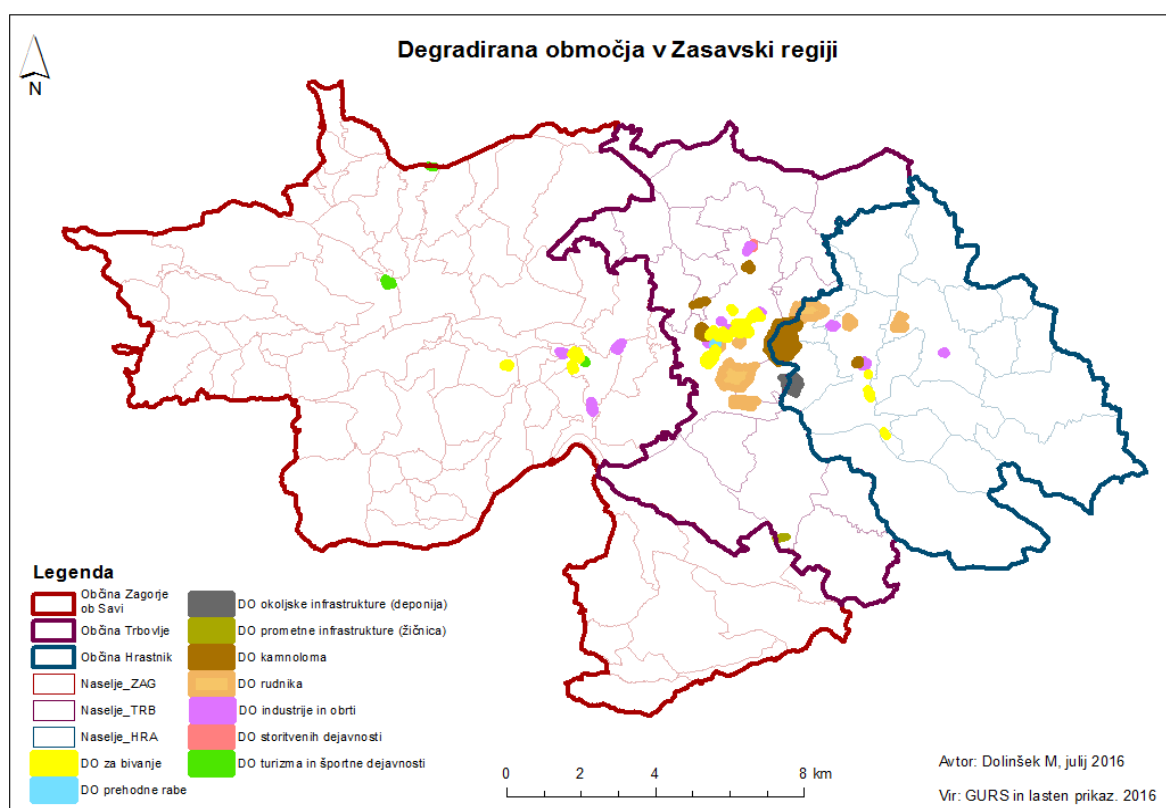 Degradirana območja v Zasavski regiji
N
Legenda
Občina Zagorje
ob Savi
Občina Trbovlje
Občina Hrastnik
Naselje_ZAG
Naselje_TRB
Naselje_HRA
DO za bivanje
DO prehodne rabe
DO okoljske infrastrukture (deponija)
DO prometne infrastrukture (žičnica)
DO kamnoloma
DO rudnika
DO industrije in obrti
DO storitvenih dejavnosti
DO turizma in športne dejavnosti
0 2 4 8 km
Avtor: Dolinšek M, julij 2016
Vir: GURS in lasten prikaz. 2016